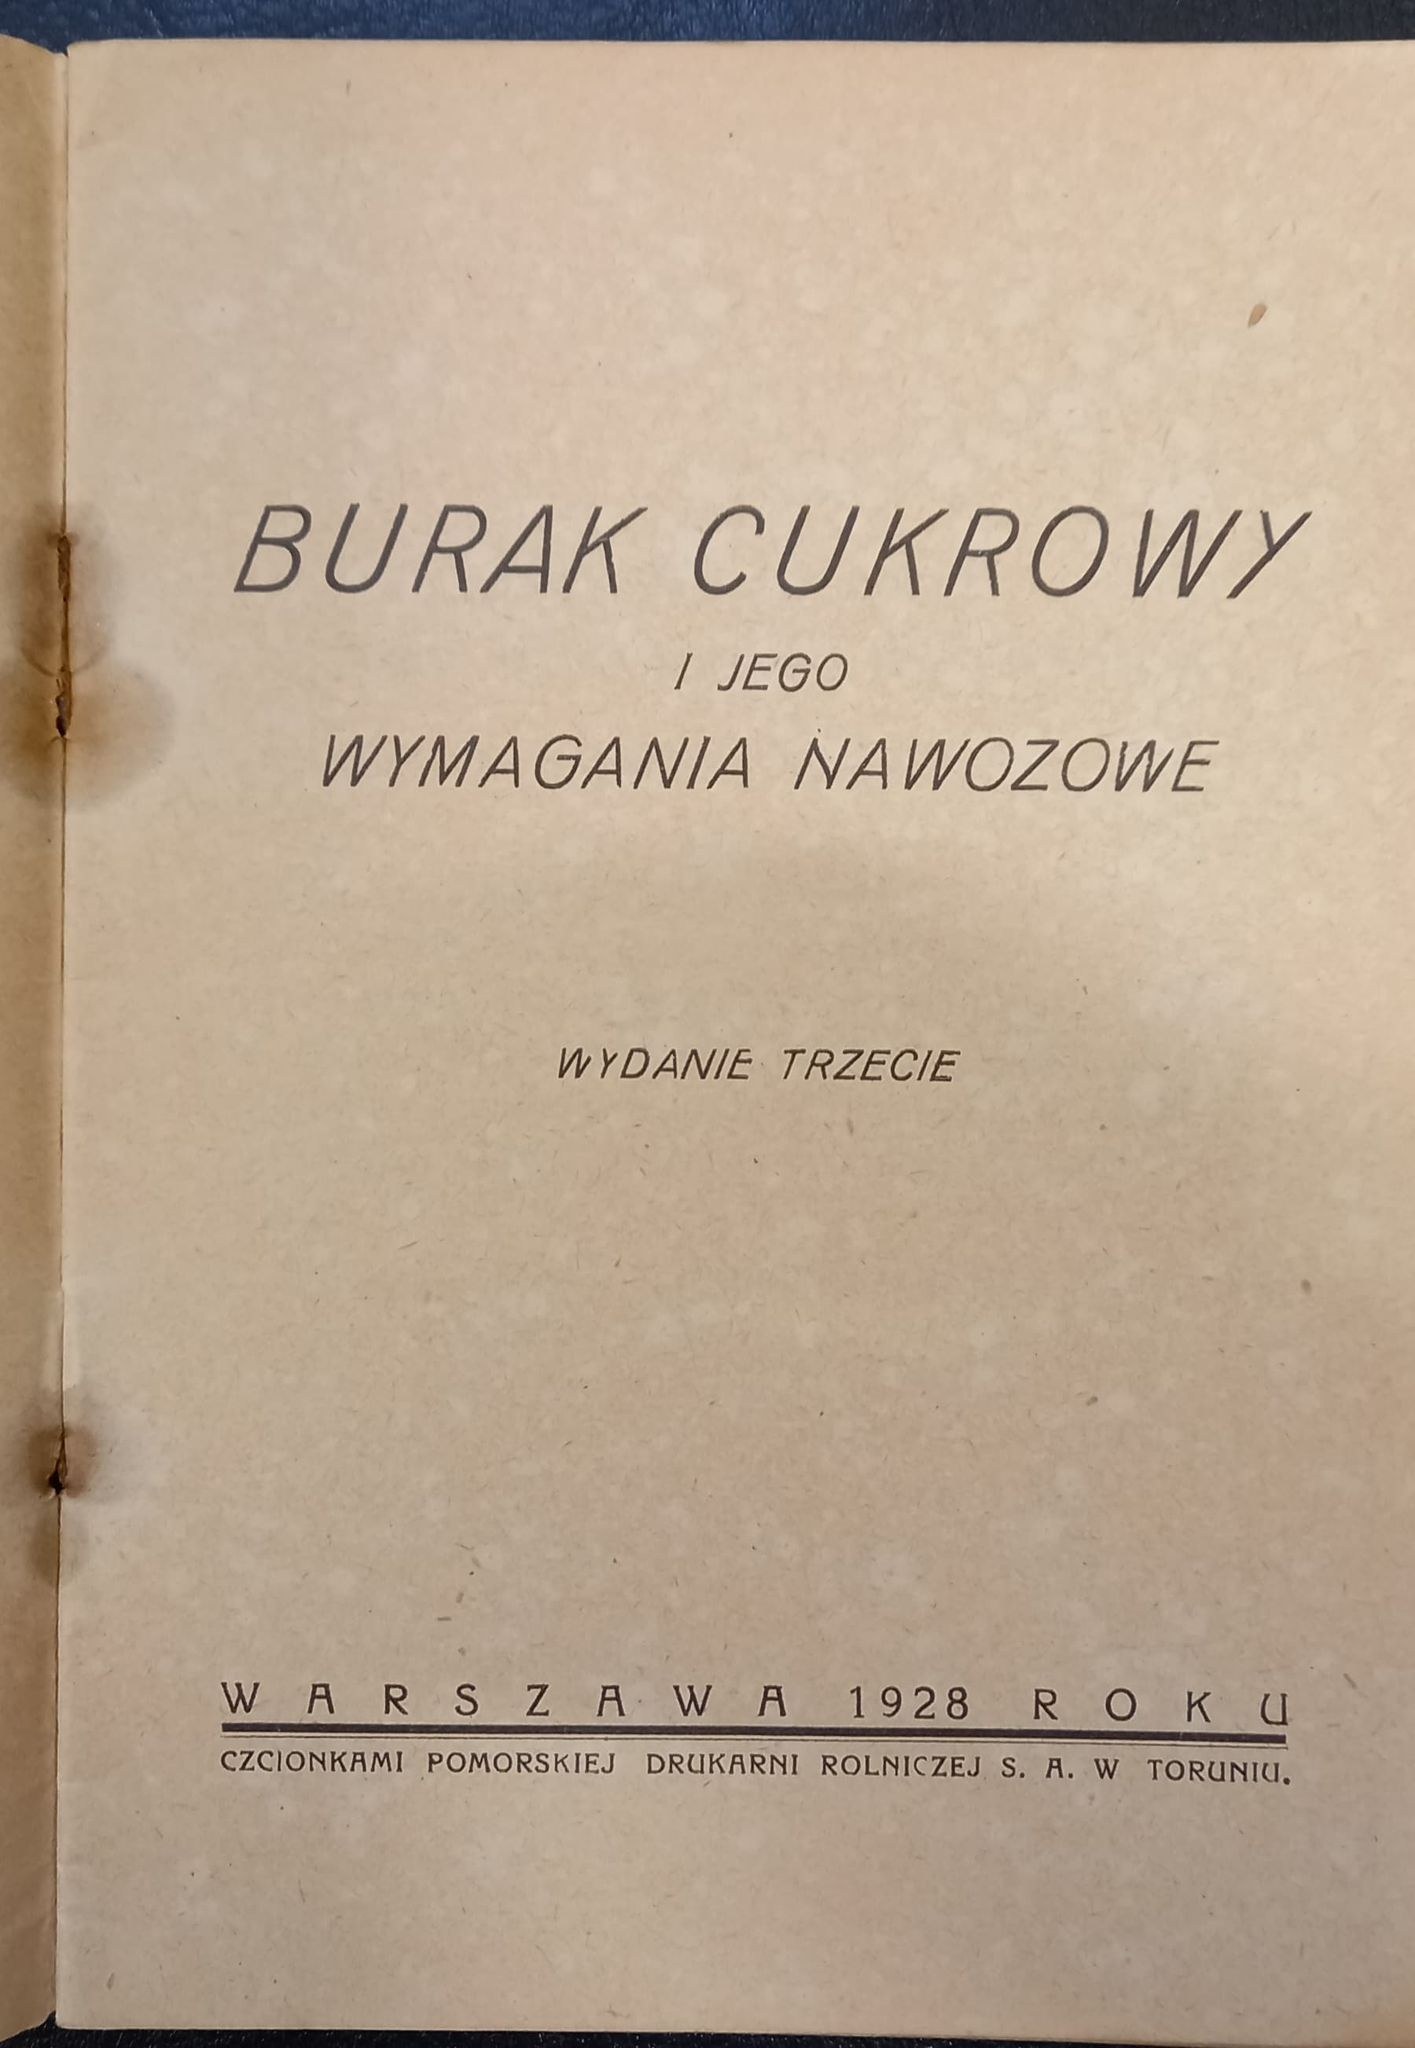 BURAK CUKROWY
I JEGO
WYMAGANIA NAWOZOWE
WYDANIE TRZECIE
WARSZAWA 1928 ROKU
CZCIONKAMI POMORSKIEJ DRUKARNI ROLNICZEJ S. A. W TORUNIU.